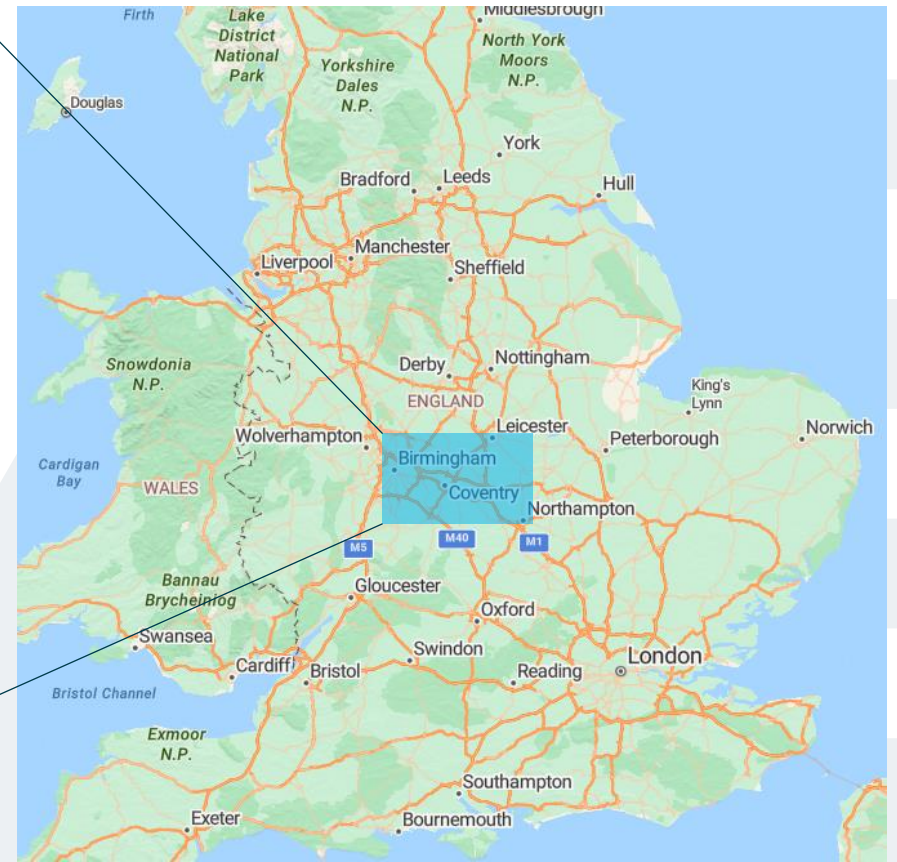 Firth
Lake
District
National
Park
Middlesbrough
North York
Moors
N.P.
Yorkshire
Dales
N.P.
Douglas
York
Bradford
Leeds
Hull
Manchester
Liverpool
Sheffield
Snowdonia
N.P.
Derby
Nottingham
ENGLAND
King's
Lynn
Wolverhampton
Leicester
Peterborough
Norwich
Cardigan
Bay
WALES
Birmingham
Coventry
Northampton
M5
M40
M1
Bannau
Brycheiniog
Gloucester
Oxford
Swansea
Cardiff
Bristol
Swindon
Reading
London
Bristol Channel
Exmoor
N.P.
Southampton
Exeter
Bournemouth